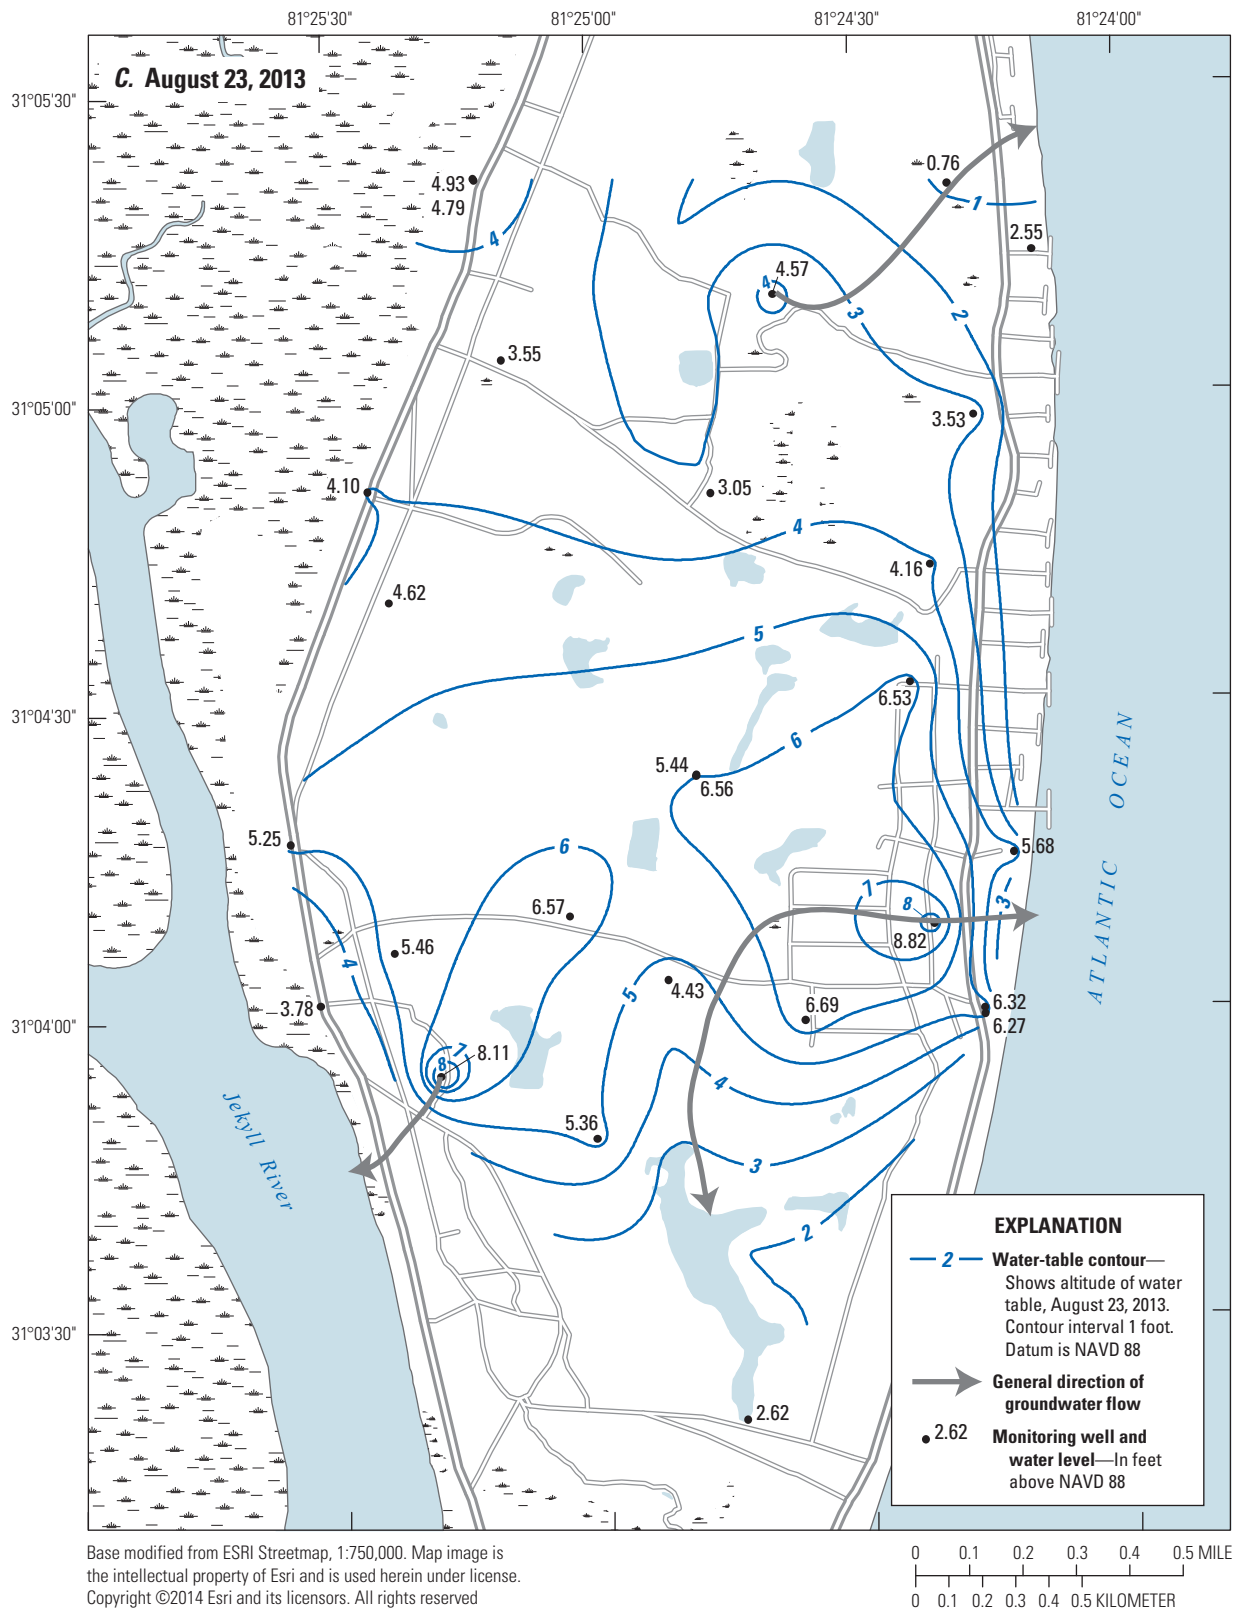 81°25'30"
81°25'00"
81°24'30"
81°24'00"
C. August 23, 2013
31°05'30"
0.76
4.93
4.79
1
2.55
4
4.57
4
3
2
3.55
31°05'00"
3.53
4.10
3.05
4
4.16
4.62
5
6.53
31°04'30"
6
5.44
6.56
ATLANTIC OCEAN
5.25
6
5.68
7
8
3
6.57
8.82
5.46
4
5
4.43
3.78
6.69
6.32
6.27
31°04'00"
7
8
8.11
4
Jekyll River
5.36
3
2
31°03'30"
2.62
EXPLANATION
2 Water-table contour—
Shows altitude of water
table, August 23, 2013.
Contour interval 1 foot.
Datum is NAVD 88
General direction of
groundwater flow
2.62 Monitoring well and
water level—In feet
above NAVD 88
Base modified from ESRI Streetmap, 1:750,000. Map image is
the intellectual property of Esri and is used herein under license.
Copyright ©2014 Esri and its licensors. All rights reserved
0 0.1 0.2 0.3 0.4 0.5 MILE
0 0.1 0.2 0.3 0.4 0.5 KILOMETER